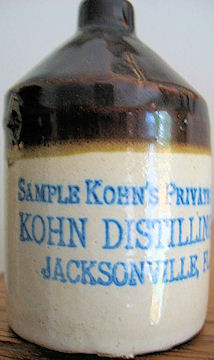 SAMPLE KOHN'S PRIVATE
KOHN DISTILLIN
JACKSONVILLE, F